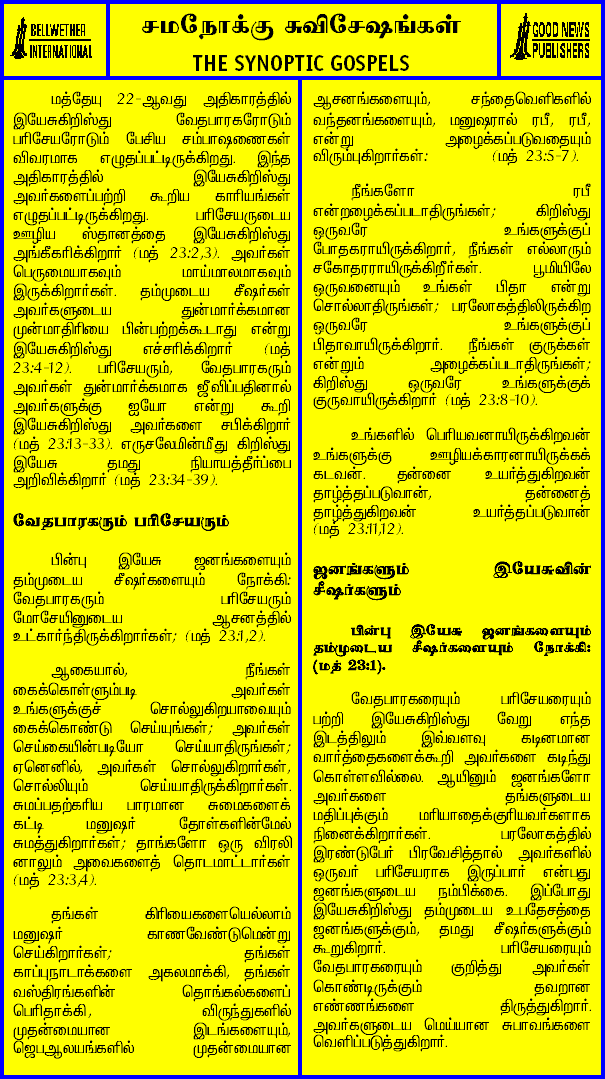 BELLWETHER
INTERNATIONAL
சமநோக்கு சுவிசேஷங்கள்
THE SYNOPTIC GOSPELS
GOOD NEWS
PUBLISHERS
மத்தேயு 22-ஆவது அதிகாரத்தில்
இயேசுகிறிஸ்து வேதபாரகரோடும்
பரிசேயரோடும் பேசிய சம்பாஷணைகள்
விவரமாக எழுதப்பட்டிருக்கிறது. இந்த
அதிகாரத்தில் இயேசுகிறிஸ்து
அவர்களைப்பற்றி கூறிய காரியங்கள்
எழுதப்பட்டிருக்கிறது. பரிசேயருடைய
ஊழிய ஸ்தானத்தை இயேசுகிறிஸ்து
அங்கீகரிக்கிறார் (மத் 23:2,3). அவர்கள்
பெருமையாகவும் மாய்மாலமாகவும்
இருக்கிறார்கள். தம்முடைய சீஷர்கள்
அவர்களுடைய துன்மார்க்கமான
முன்மாதிரியை பின்பற்றக்கூடாது என்று
இயேசுகிறிஸ்து எச்சரிக்கிறார் (மத்
23:4-12). பரிசேயரும், வேதபாரகரும்
அவர்கள் துன்மார்க்கமாக ஜீவிப்பதினால்
அவர்களுக்கு ஐயோ என்று கூறி
இயேசுகிறிஸ்து அவர்களை சபிக்கிறார்
(மத் 23:13-33). எருசலேமின்மீது கிறிஸ்து
இயேசு தமது நியாயத்தீர்ப்பை
அறிவிக்கிறார் (மத் 23:34-39).
வேதபாரகரும் பரிசேயரும்
பின்பு இயேசு ஜனங்களையும்
தம்முடைய சீஷர்களையும் நோக்கி:
வேதபாரகரும் பரிசேயரும்
மோசேயினுடைய ஆசனத்தில்
உட்கார்ந்திருக்கிறார்கள்; (மத் 23:1,2).
ஆகையால், நீங்கள்
கைக்கொள்ளும்படி அவர்கள்
உங்களுக்குச் சொல்லுகிறயாவையும்
கைக்கொண்டு செய்யுங்கள்; அவர்கள்
செய்கையின்படியோ செய்யாதிருங்கள்;
ஏனெனில், அவர்கள் சொல்லுகிறார்கள்,
சொல்லியும் செய்யாதிருக்கிறார்கள்.
சுமப்பதற்கரிய பாரமான சுமைகளைக்
கட்டி மனுஷர் தோள்களின்மேல்
சுமத்துகிறார்கள்; தாங்களோ ஒரு விரலி
னாலும் அவைகளைத் தொடமாட்டார்கள்
(மத் 23:3,4).
தங்கள் கிரியைகளையெல்லாம்
மனுஷர் காணவேண்டுமென்று
செய்கிறார்கள்; தங்கள்
காப்புநாடாக்களை அகலமாக்கி, தங்கள்
வஸ்திரங்களின் தொங்கல்களைப்
பெரிதாக்கி, விருந்துகளில்
முதன்மையான இடங்களையும்,
ஜெபஆலயங்களில் முதன்மையான
ஆசனங்களையும், சந்தைவெளிகளில்
வந்தனங்களையும், மனுஷரால் ரபீ, ரபீ,
என்று அழைக்கப்படுவதையும்
விரும்புகிறார்கள்: (மத் 23:5-7).
நீங்களோ ரபீ
என்றழைக்கப்படாதிருங்கள்; கிறிஸ்து
ஒருவரே உங்களுக்குப்
போதகராயிருக்கிறார், நீங்கள் எல்லாரும்
சகோதரராயிருக்கிறீர்கள். பூமியிலே
ஒருவனையும் உங்கள் பிதா என்று
சொல்லாதிருங்கள்; பரலோகத்திலிருக்கிற
ஒருவரே உங்களுக்குப்
பிதாவாயிருக்கிறார். நீங்கள் குருக்கள்
என்றும் அழைக்கப்படாதிருங்கள்;
கிறிஸ்து ஒருவரே உங்களுக்குக்
குருவாயிருக்கிறார் (மத் 23:8-10).
உங்களில் பெரியவனாயிருக்கிறவன்
உங்களுக்கு ஊழியக்காரனாயிருக்கக்
கடவன். தன்னை உயர்த்துகிறவன்
தாழ்த்தப்படுவான், தன்னைத்
தாழ்த்துகிறவன் உயர்த்தப்படுவான்
(மத் 23:11,12).
ஜனங்களும் இயேசுவின்
சீஷர்களும்
பின்பு இயேசு ஜனங்களையும்
தம்முடைய சீஷர்களையும் நோக்கி:
(மத் 23:1).
வேதபாரகரையும் பரிசேயரையும்
பற்றி இயேசுகிறிஸ்து வேறு எந்த
இடத்திலும் இவ்வளவு கடினமான
வார்த்தைகளைக்கூறி அவர்களை கடிந்து
கொள்ளவில்லை. ஆயினும் ஜனங்களோ
அவர்களை தங்களுடைய
மதிப்புக்கும் மரியாதைக்குரியவர்களாக
நினைக்கிறார்கள். பரலோகத்தில்
இரண்டுபேர் பிரவேசித்தால் அவர்களில்
ஒருவர் பரிசேயராக இருப்பார் என்பது
ஜனங்களுடைய நம்பிக்கை. இப்போது
இயேசுகிறிஸ்து தம்முடைய உபதேசத்தை
ஜனங்களுக்கும், தமது சீஷர்களுக்கும்
கூறுகிறார். பரிசேயரையும்
வேதபாரகரையும் குறித்து அவர்கள்
கொண்டிருக்கும் தவறான
எண்ணங்களை திருத்துகிறார்.
அவர்களுடைய மெய்யான சுபாவங்களை
வெளிப்படுத்துகிறார்.